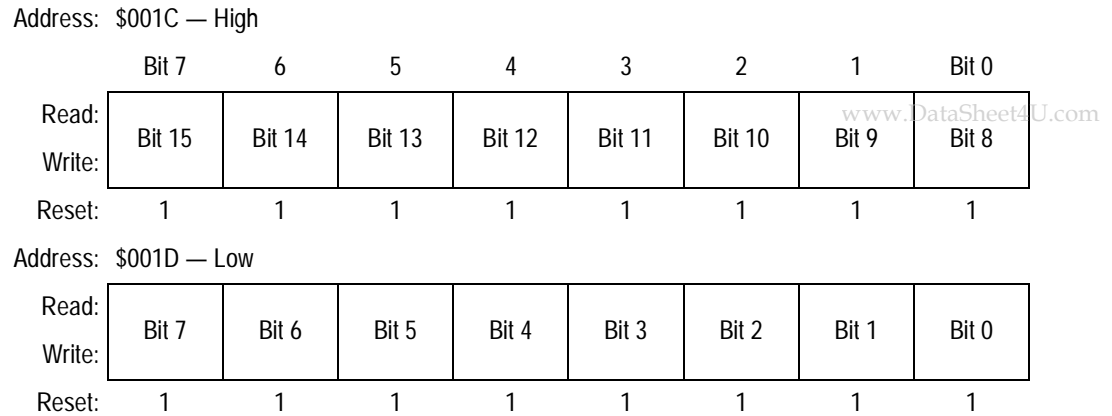 Address: $001C — High
Bit 7 6 5 4 3 2 1 Bit 0
Read:
Bit 15 Bit 14 Bit 13 Bit 12 Bit 11 Bit 10 Bit 9 Bit 8
www.DataSheet4U.com
Write:
Reset: 1 1 1 1 1 1 1 1
Address: $001D — Low
Read:
Bit 7 Bit 6 Bit 5 Bit 4 Bit 3 Bit 2 Bit 1 Bit 0
Write:
Reset: 1 1 1 1 1 1 1 1